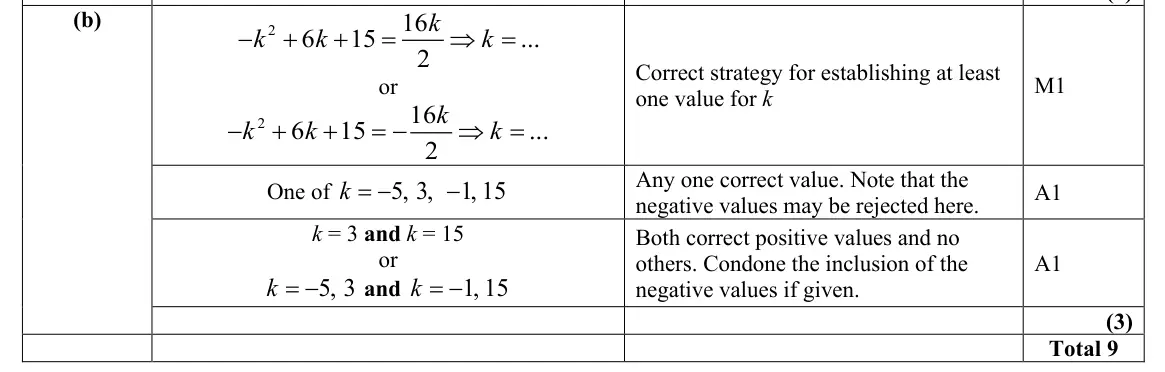 (b)
−k² + 6k + 15 = 16k/2 ⇒ k = ...
or
−k² + 6k + 15 = −16k/2 ⇒ k = ...
Correct strategy for establishing at least
one value for k
M1
One of k = −5, 3, −1, 15
Any one correct value. Note that the
negative values may be rejected here.
A1
k = 3 and k = 15
or
k = −5, 3 and k = −1, 15
Both correct positive values and no
others. Condone the inclusion of the
negative values if given.
A1
(3)
Total 9